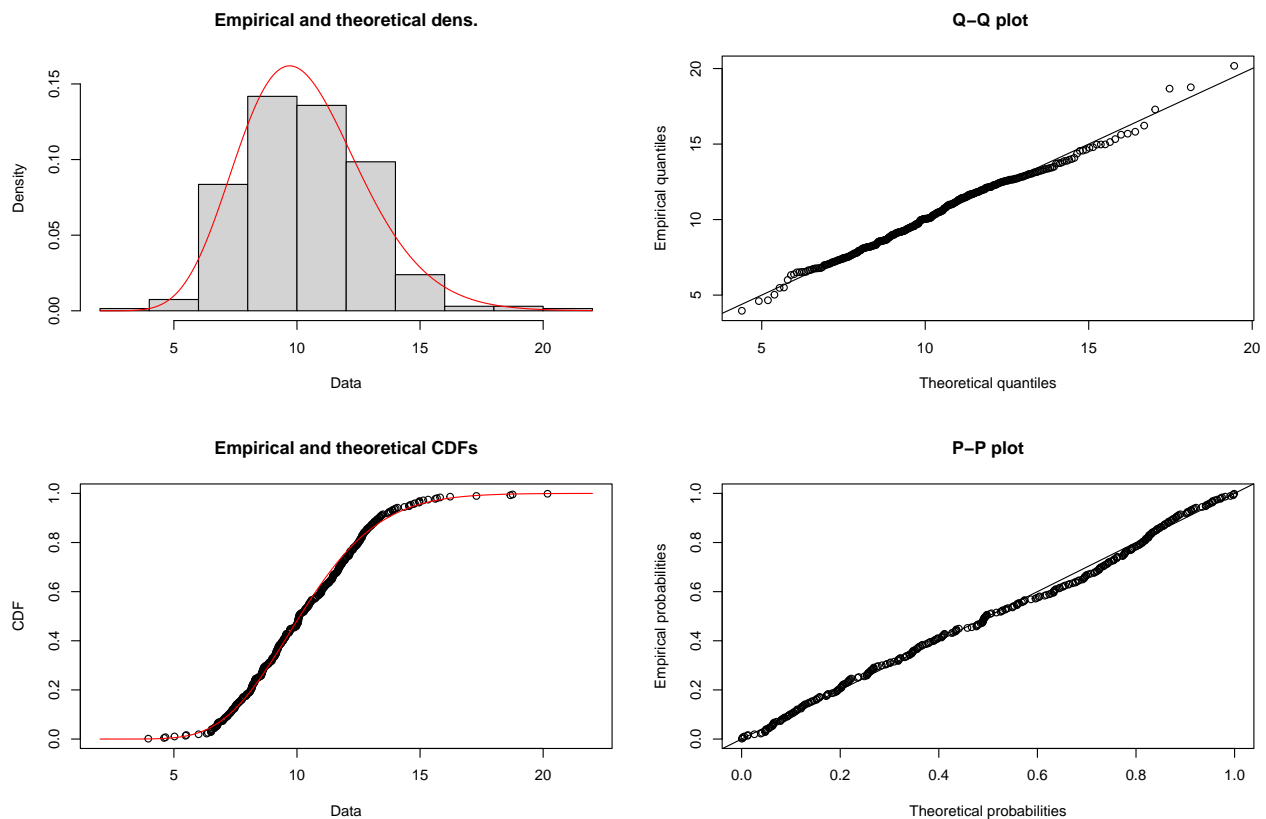 Empirical and theoretical dens.
Density
0.00 0.05 0.10 0.15
5 10 15 20
Data
Q−Q plot
Empirical quantiles
5 10 15 20
5 10 15 20
Theoretical quantiles
Empirical and theoretical CDFs
CDF
0.0 0.2 0.4 0.6 0.8 1.0
5 10 15 20
Data
P−P plot
Empirical probabilities
0.0 0.2 0.4 0.6 0.8 1.0
0.0 0.2 0.4 0.6 0.8 1.0
Theoretical probabilities